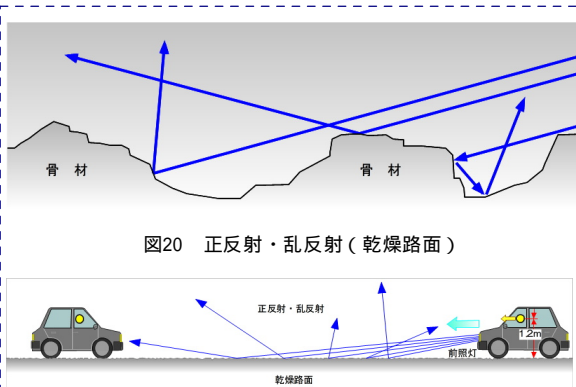 骨 材
骨 材
図20 正反射・乱反射(乾燥路面)
正反射・乱反射
1.2m
前照灯
乾燥路面